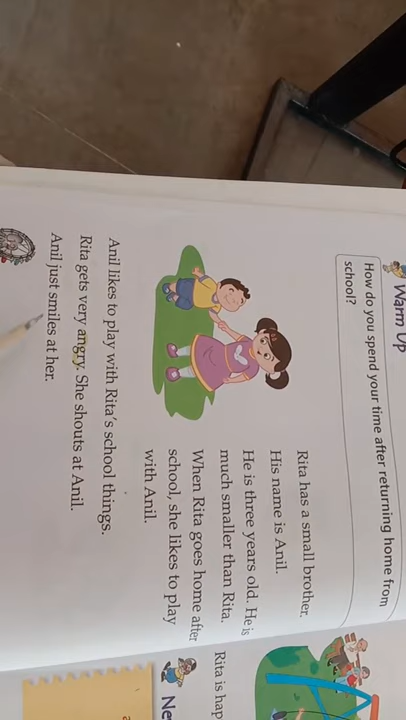 Warm Up
How do you spend your time after returning home from
school?
Rita has a small brother.
His name is Anil.
He is three years old. He is
much smaller than Rita.
When Rita goes home after
school, she likes to play
with Anil.
Anil likes to play with Rita's school things.
Rita gets very angry. She shouts at Anil.
Anil just smiles at her.
Rita is